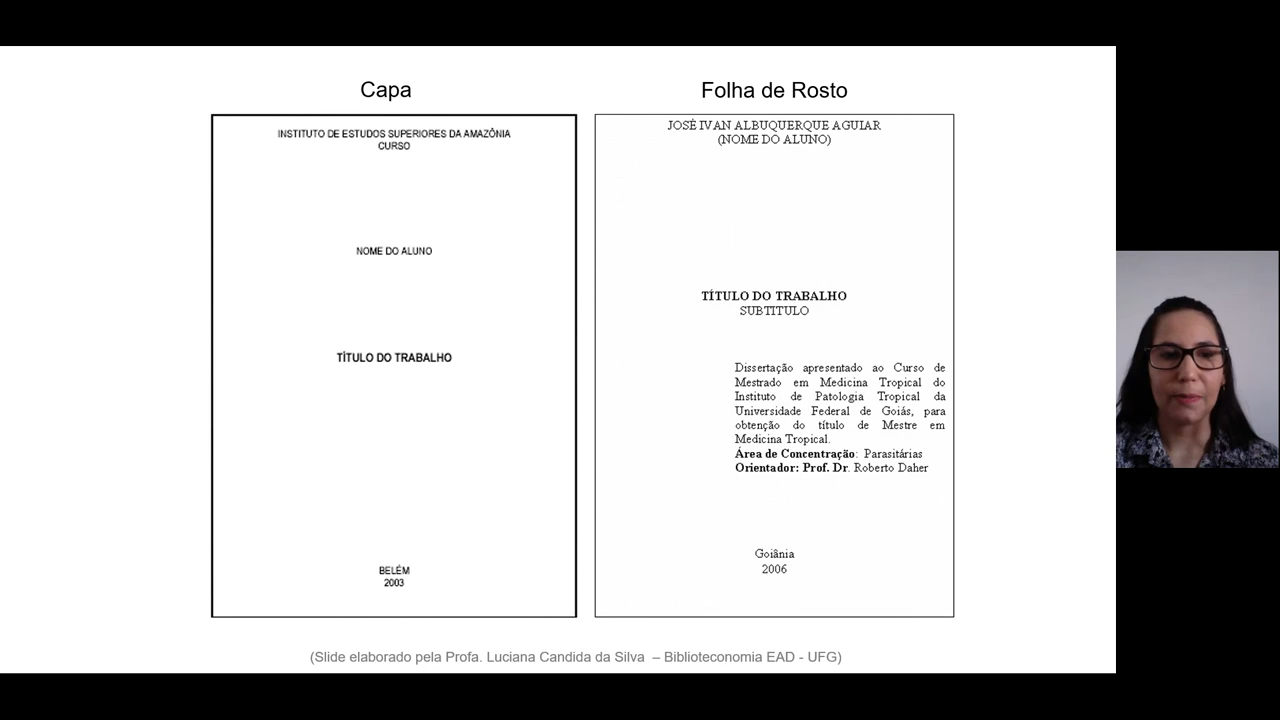 Capa
INSTITUTO DE ESTUDOS SUPERIORES DA AMAZÔNIA
CURSO
NOME DO ALUNO
TÍTULO DO TRABALHO
BELÉM
2003
Folha de Rosto
JOSÉ IVAN ALBUQUERQUE AGUIAR
(NOME DO ALUNO)
TÍTULO DO TRABALHO
SUBTITULO
Dissertação apresentado ao Curso de
Mestrado em Medicina Tropical do
Instituto de Patologia Tropical da
Universidade Federal de Goiás, para
obtenção do título de Mestre em
Medicina Tropical.
Área de Concentração: Parasitárias
Orientador: Prof. Dr. Roberto Daher
Goiânia
2006
(Slide elaborado pela Profa. Luciana Candida da Silva – Biblioteconomia EAD - UFG)